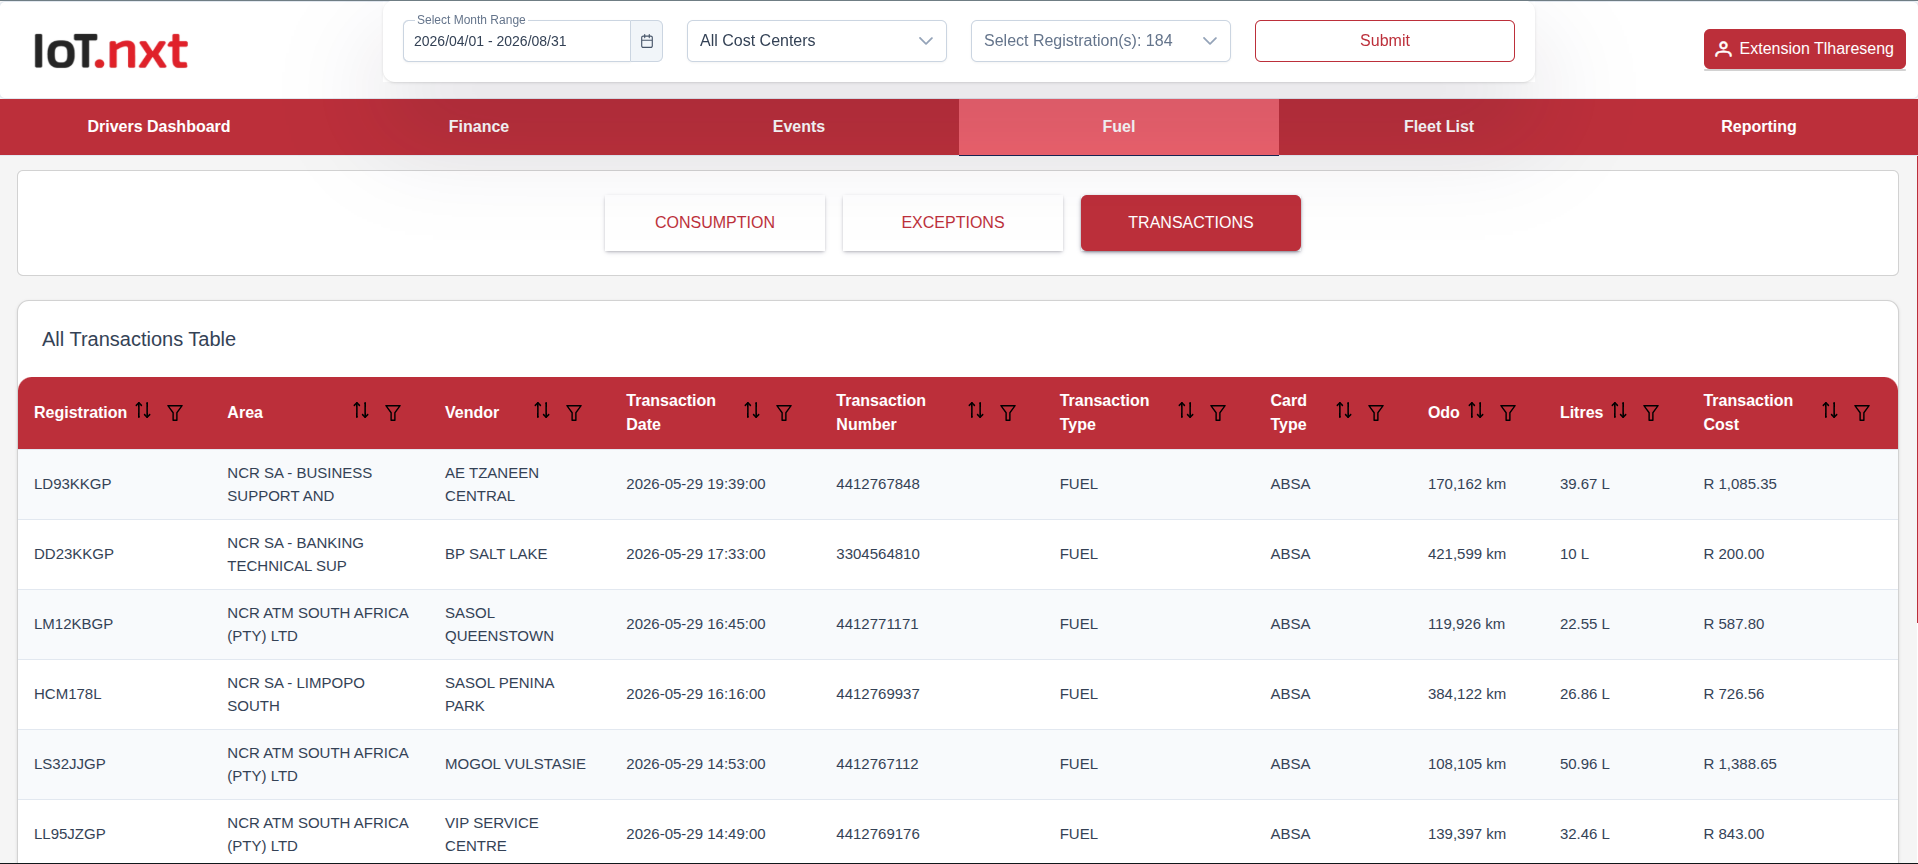 IoT.nxt
Select Month Range
2026/04/01 - 2026/08/31
All Cost Centers
Select Registration(s): 184
Submit
Extension Tlhareseng
Drivers Dashboard
Finance
Events
Fuel
Fleet List
Reporting
CONSUMPTION
EXCEPTIONS
TRANSACTIONS
All Transactions Table
Registration
Area
Vendor
Transaction
Date
Transaction
Number
Transaction
Type
Card
Type
Odo
Litres
Transaction
Cost
LD93KKGP
NCR SA - BUSINESS
SUPPORT AND
AE TZANEEN
CENTRAL
2026-05-29 19:39:00
4412767848
FUEL
ABSA
170,162 km
39.67 L
R 1,085.35
DD23KKGP
NCR SA - BANKING
TECHNICAL SUP
BP SALT LAKE
2026-05-29 17:33:00
3304564810
FUEL
ABSA
421,599 km
10 L
R 200.00
LM12KBGP
NCR ATM SOUTH AFRICA
(PTY) LTD
SASOL
QUEENSTOWN
2026-05-29 16:45:00
4412771171
FUEL
ABSA
119,926 km
22.55 L
R 587.80
HCM178L
NCR SA - LIMPOPO
SOUTH
SASOL PENINA
PARK
2026-05-29 16:16:00
4412769937
FUEL
ABSA
384,122 km
26.86 L
R 726.56
LS32JJGP
NCR ATM SOUTH AFRICA
(PTY) LTD
MOGOL VULSTASIE
2026-05-29 14:53:00
4412767112
FUEL
ABSA
108,105 km
50.96 L
R 1,388.65
LL95JZGP
NCR ATM SOUTH AFRICA
(PTY) LTD
VIP SERVICE
CENTRE
2026-05-29 14:49:00
4412769176
FUEL
ABSA
139,397 km
32.46 L
R 843.00